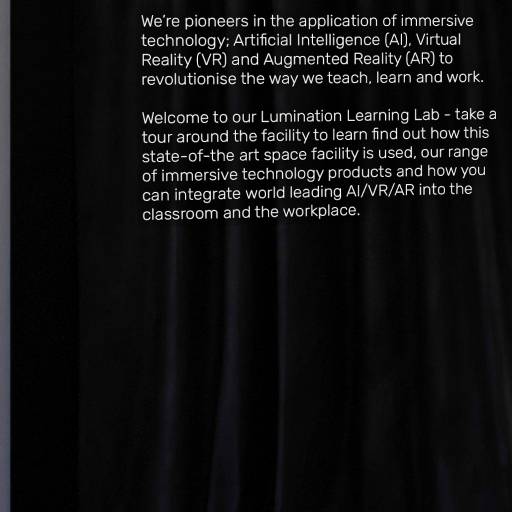 We're pioneers in the application of immersive
technology; Artificial Intelligence (AI), Virtual
Reality (VR) and Augmented Reality (AR) to
revolutionise the way we teach, learn and work.
Welcome to our Lumination Learning Lab - take a
tour around the facility to learn find out how this
state-of-the art space facility is used, our range
of immersive technology products and how you
can integrate world leading AI/VR/AR into the
classroom and the workplace.